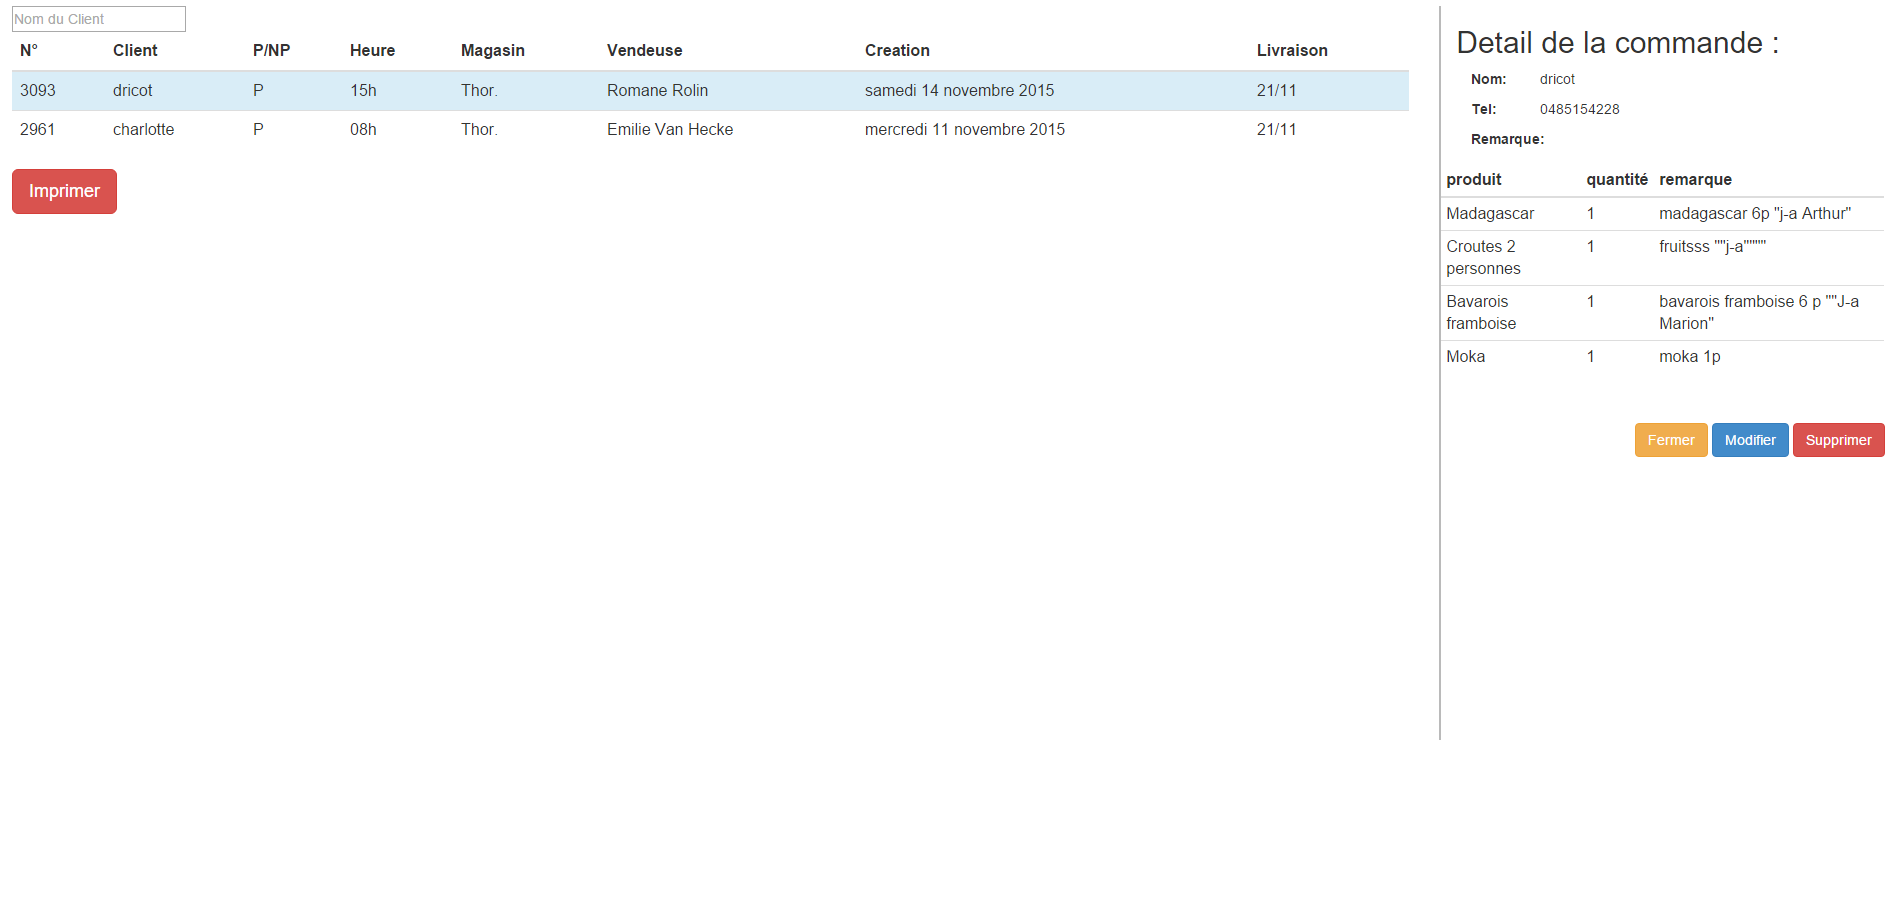 Nom du Client
N° Client P/NP Heure Magasin Vendeuse Creation Livraison
3093 dricot P 15h Thor. Romane Rolin samedi 14 novembre 2015 21/11
2961 charlotte P 08h Thor. Emilie Van Hecke mercredi 11 novembre 2015 21/11
Imprimer
Detail de la commande :
Nom: dricot
Tel: 0485154228
Remarque:
produit quantité remarque
Madagascar 1 madagascar 6p "j-a Arthur"
Croutes 2 1 fruitsss ""j-a""""
personnes
Bavarois 1 bavarois framboise 6 p ""J-a
framboise Marion"
Moka 1 moka 1p
Fermer Modifier Supprimer